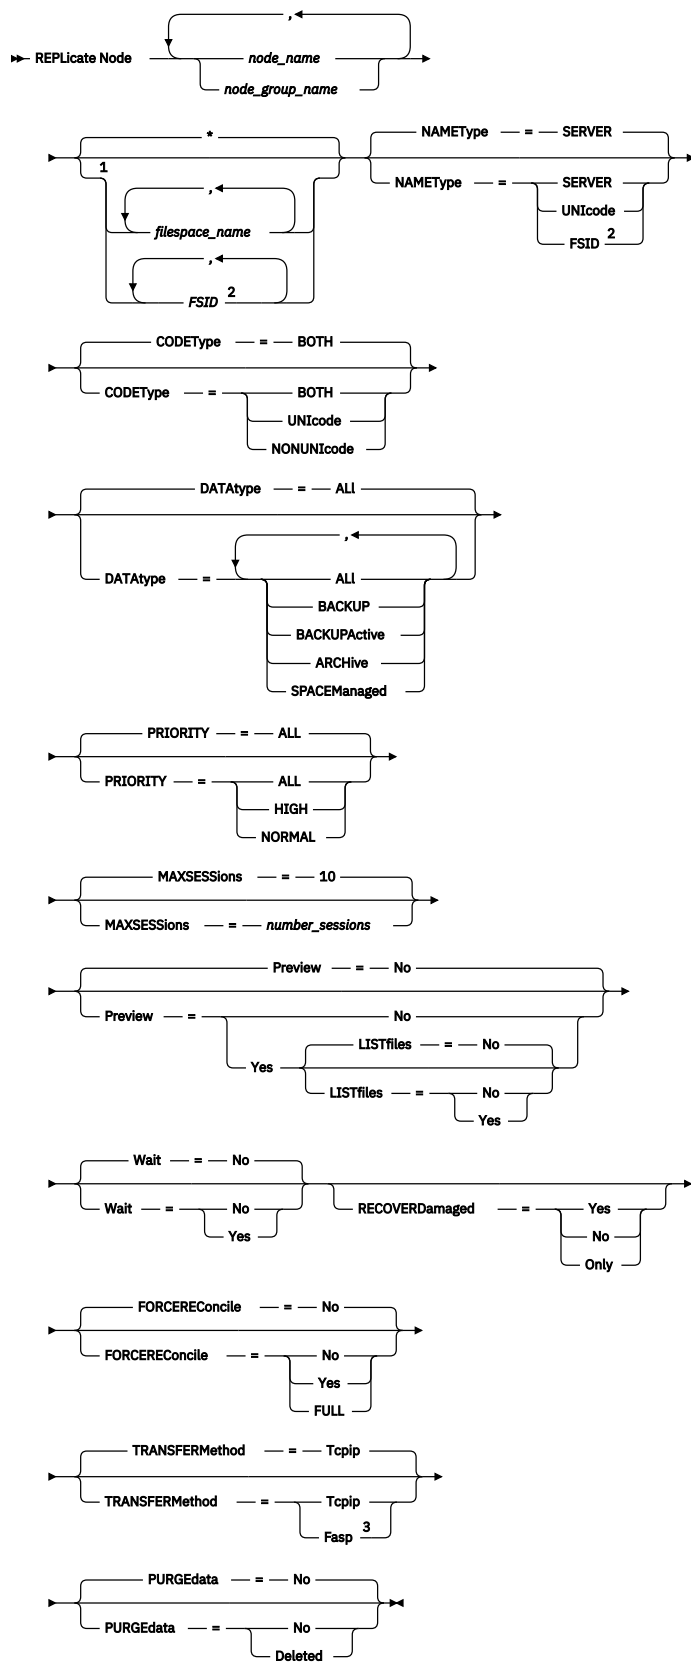 ,
REPLicate Node node_name
node_group_name
* NAMEType = SERVER
1 NAMEType = SERVER
, UNIcode
filespace_name FSID 2
,
FSID 2
CODEType = BOTH
CODEType = BOTH
UNIcode
NONUNIcode
DATAtype = ALl
,
DATAtype = ALl
BACKUP
BACKUPActive
ARCHive
SPACEManaged
PRIORITY = ALL
PRIORITY = ALL
HIGH
NORMAL
MAXSESSions = 10
MAXSESSions = number_sessions
Preview = No
Preview = No
LISTfiles = No
Yes
LISTfiles = No
Yes
Wait = No
Wait = No RECOVERDamaged = Yes
Yes No
Only
FORCEREConcile = No
FORCEREConcile = No
Yes
FULL
TRANSFERMethod = Tcpip
TRANSFERMethod = Tcpip
Fasp 3
PURGEdata = No
PURGEdata = No
Deleted